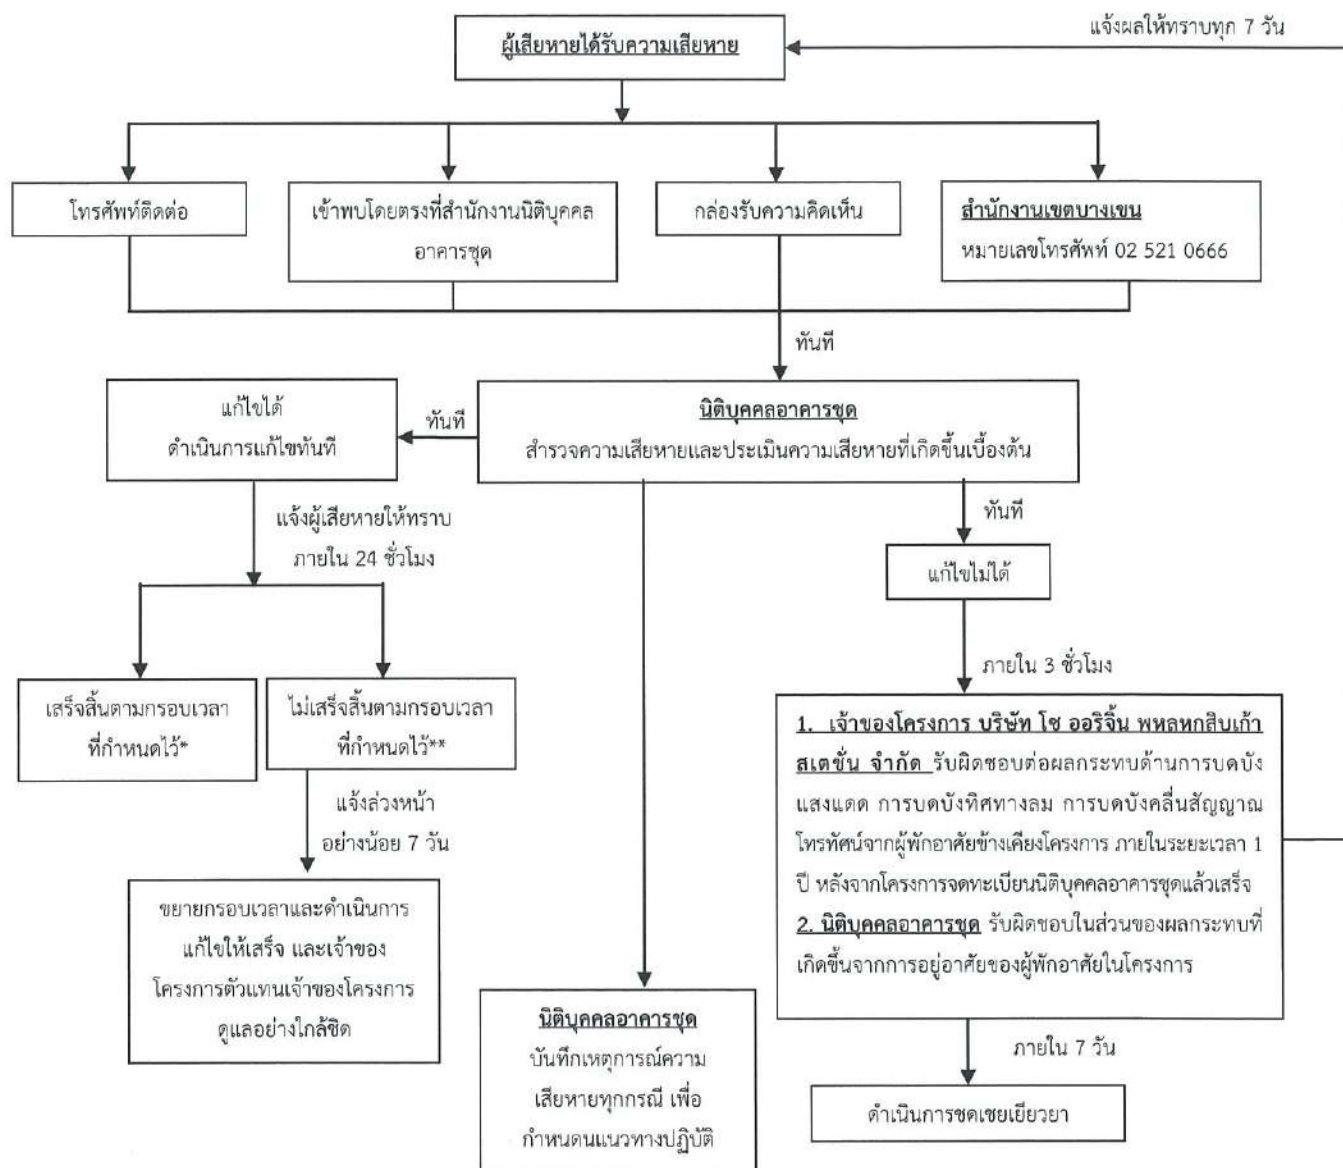 ผู้เสียหายได้รับความเสียหาย
แจ้งผลให้ทราบทุก 7 วัน
โทรศัพท์ติดต่อ
เข้าพบโดยตรงที่สำนักงานนิติบุคคล
อาคารชุด
กล่องรับความคิดเห็น
สำนักงานเขตบางเขน
หมายเลขโทรศัพท์ 02 521 0666
ทันที
นิติบุคคลอาคารชุด
สำรวจความเสียหายและประเมินความเสียหายที่เกิดขึ้นเบื้องต้น
ทันที
แก้ไขได้
ดำเนินการแก้ไขทันที
แจ้งผู้เสียหายให้ทราบ
ภายใน 24 ชั่วโมง
ทันที
แก้ไขไม่ได้
ภายใน 3 ชั่วโมง
เสร็จสิ้นตามกรอบเวลา
ที่กำหนดไว้*
ไม่เสร็จสิ้นตามกรอบเวลา
ที่กำหนดไว้**
แจ้งล่วงหน้า
อย่างน้อย 7 วัน
ขยายกรอบเวลาและดำเนินการ
แก้ไขให้เสร็จ และเจ้าของ
โครงการตัวแทนเจ้าของโครงการ
ดูแลอย่างใกล้ชิด
1. เจ้าของโครงการ บริษัท โซ ออริจิ้น พหลหกสิบเก้า
สเตชั่น จำกัด รับผิดชอบต่อผลกระทบด้านการบดบัง
แสงแดด การบดบังทิศทางลม การบดบังคลื่นสัญญาณ
โทรทัศน์จากผู้พักอาศัยข้างเคียงโครงการ ภายในระยะเวลา 1
ปี หลังจากโครงการจดทะเบียนนิติบุคคลอาคารชุดแล้วเสร็จ
2. นิติบุคคลอาคารชุด รับผิดชอบในส่วนของผลกระทบที่
เกิดขึ้นจากการอยู่อาศัยของผู้พักอาศัยในโครงการ
นิติบุคคลอาคารชุด
บันทึกเหตุการณ์ความ
เสียหายทุกกรณี เพื่อ
กำหนดนแนวทางปฏิบัติ
ภายใน 7 วัน
ดำเนินการชดเชยเยียวยา